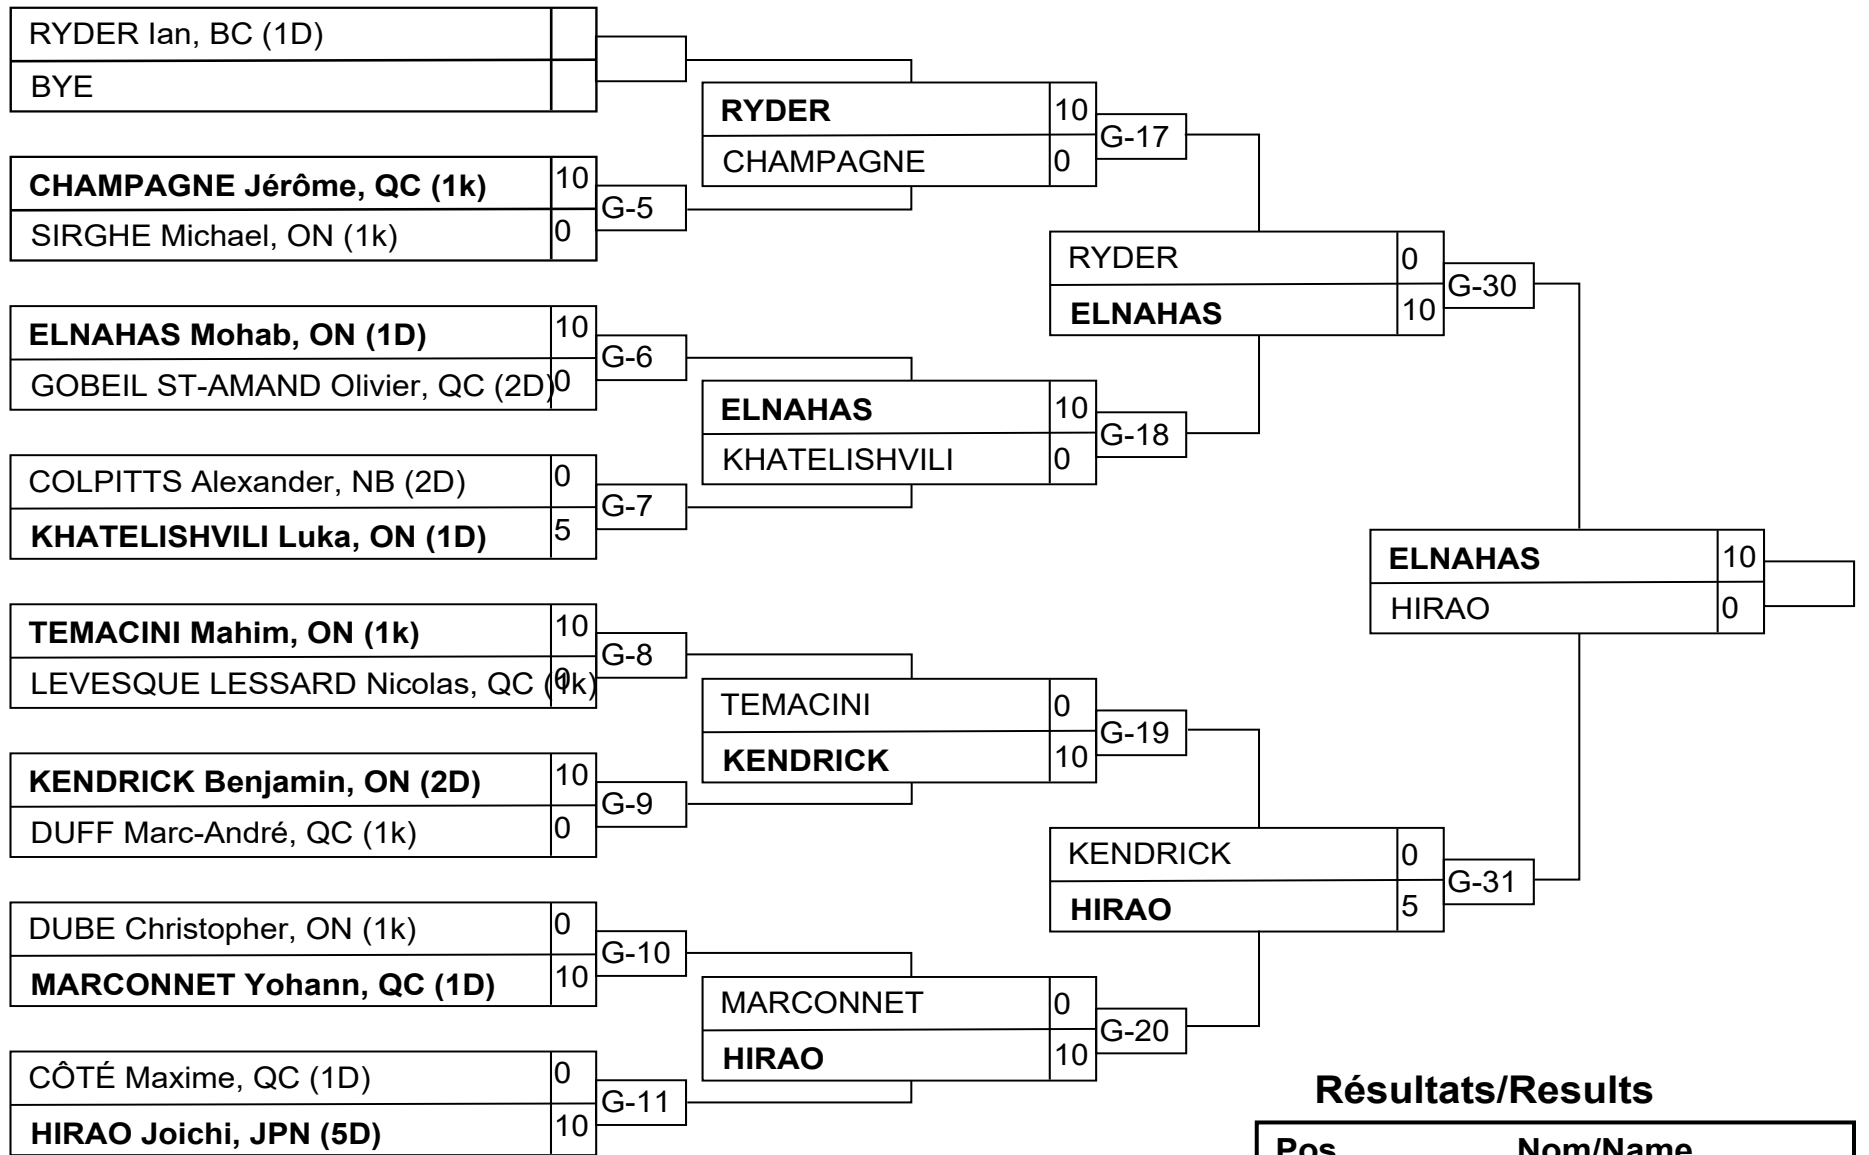 RYDER Ian, BC (1D)
BYE
CHAMPAGNE Jérôme, QC (1k) 10
SIRGHE Michael, ON (1k) 0
G-5
ELNAHAS Mohab, ON (1D) 10
GOBEIL ST-AMAND Olivier, QC (2D) 0
G-6
COLPITTS Alexander, NB (2D) 0
KHATELISHVILI Luka, ON (1D) 5
G-7
TEMACINI Mahim, ON (1k) 10
LEVESQUE LESSARD Nicolas, QC (1k) 0
G-8
KENDRICK Benjamin, ON (2D) 10
DUFF Marc-André, QC (1k) 0
G-9
DUBE Christopher, ON (1k) 0
MARCONNET Yohann, QC (1D) 10
G-10
CÔTÉ Maxime, QC (1D) 0
HIRAO Joichi, JPN (5D) 10
G-11
RYDER 10
CHAMPAGNE 0
G-17
ELNAHAS 10
KHATELISHVILI 0
G-18
TEMACINI 0
KENDRICK 10
G-19
MARCONNET 0
HIRAO 10
G-20
RYDER 0
ELNAHAS 10
G-30
KENDRICK 0
HIRAO 5
G-31
ELNAHAS 10
HIRAO 0
Résultats/Results
Pos Nom/Name